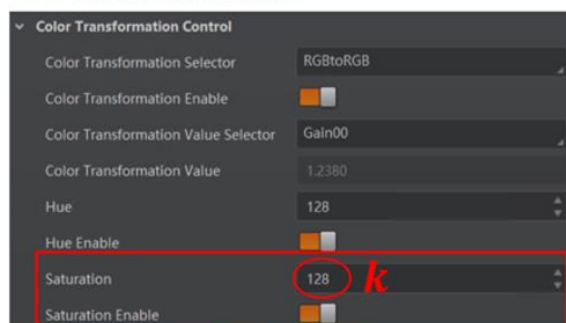 Color Transformation Control
Color Transformation Selector RGBtoRGB
Color Transformation Enable
Color Transformation Value Selector Gain00
Color Transformation Value 1.2380
Hue 128
Hue Enable
Saturation 128 k
Saturation Enable